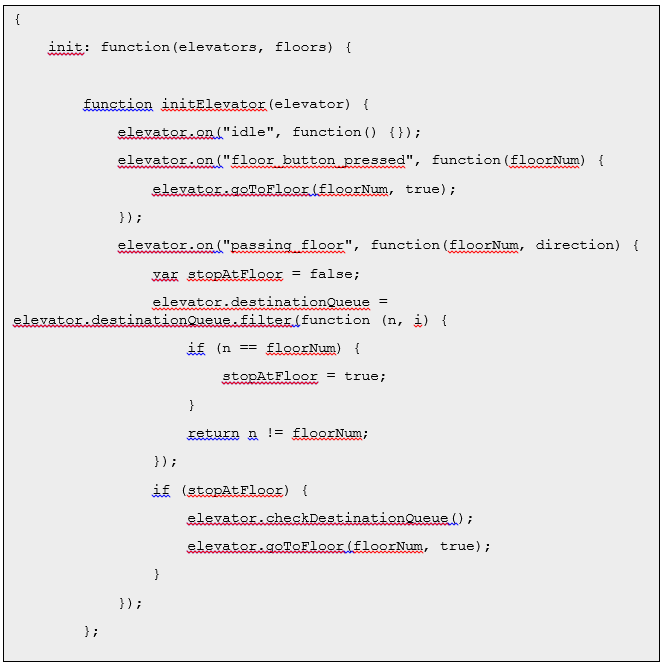 {
    init: function(elevators, floors) {
        function initElevator(elevator) {
            elevator.on("idle", function() {});
            elevator.on("floor_button_pressed", function(floorNum) {
                elevator.goToFloor(floorNum, true);
            });
            elevator.on("passing_floor", function(floorNum, direction) {
                var stopAtFloor = false;
                elevator.destinationQueue =
elevator.destinationQueue.filter(function (n, i) {
                    if (n == floorNum) {
                        stopAtFloor = true;
                    }
                    return n != floorNum;
                });
                if (stopAtFloor) {
                    elevator.checkDestinationQueue();
                    elevator.goToFloor(floorNum, true);
                }
            });
        };